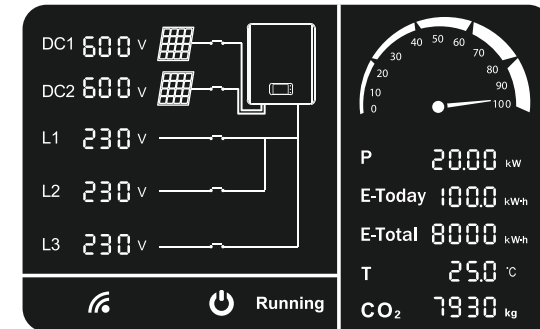 DC1 600 V
DC2 600 V
L1 230 V
L2 230 V
L3 230 V
Running
0 10 20 30 40 50 60 70 80 90 100
P 20.00 kW
E-Today 100.0 kW·h
E-Total 8000 kW·h
T 25.0 °C
CO₂ 7930 kg